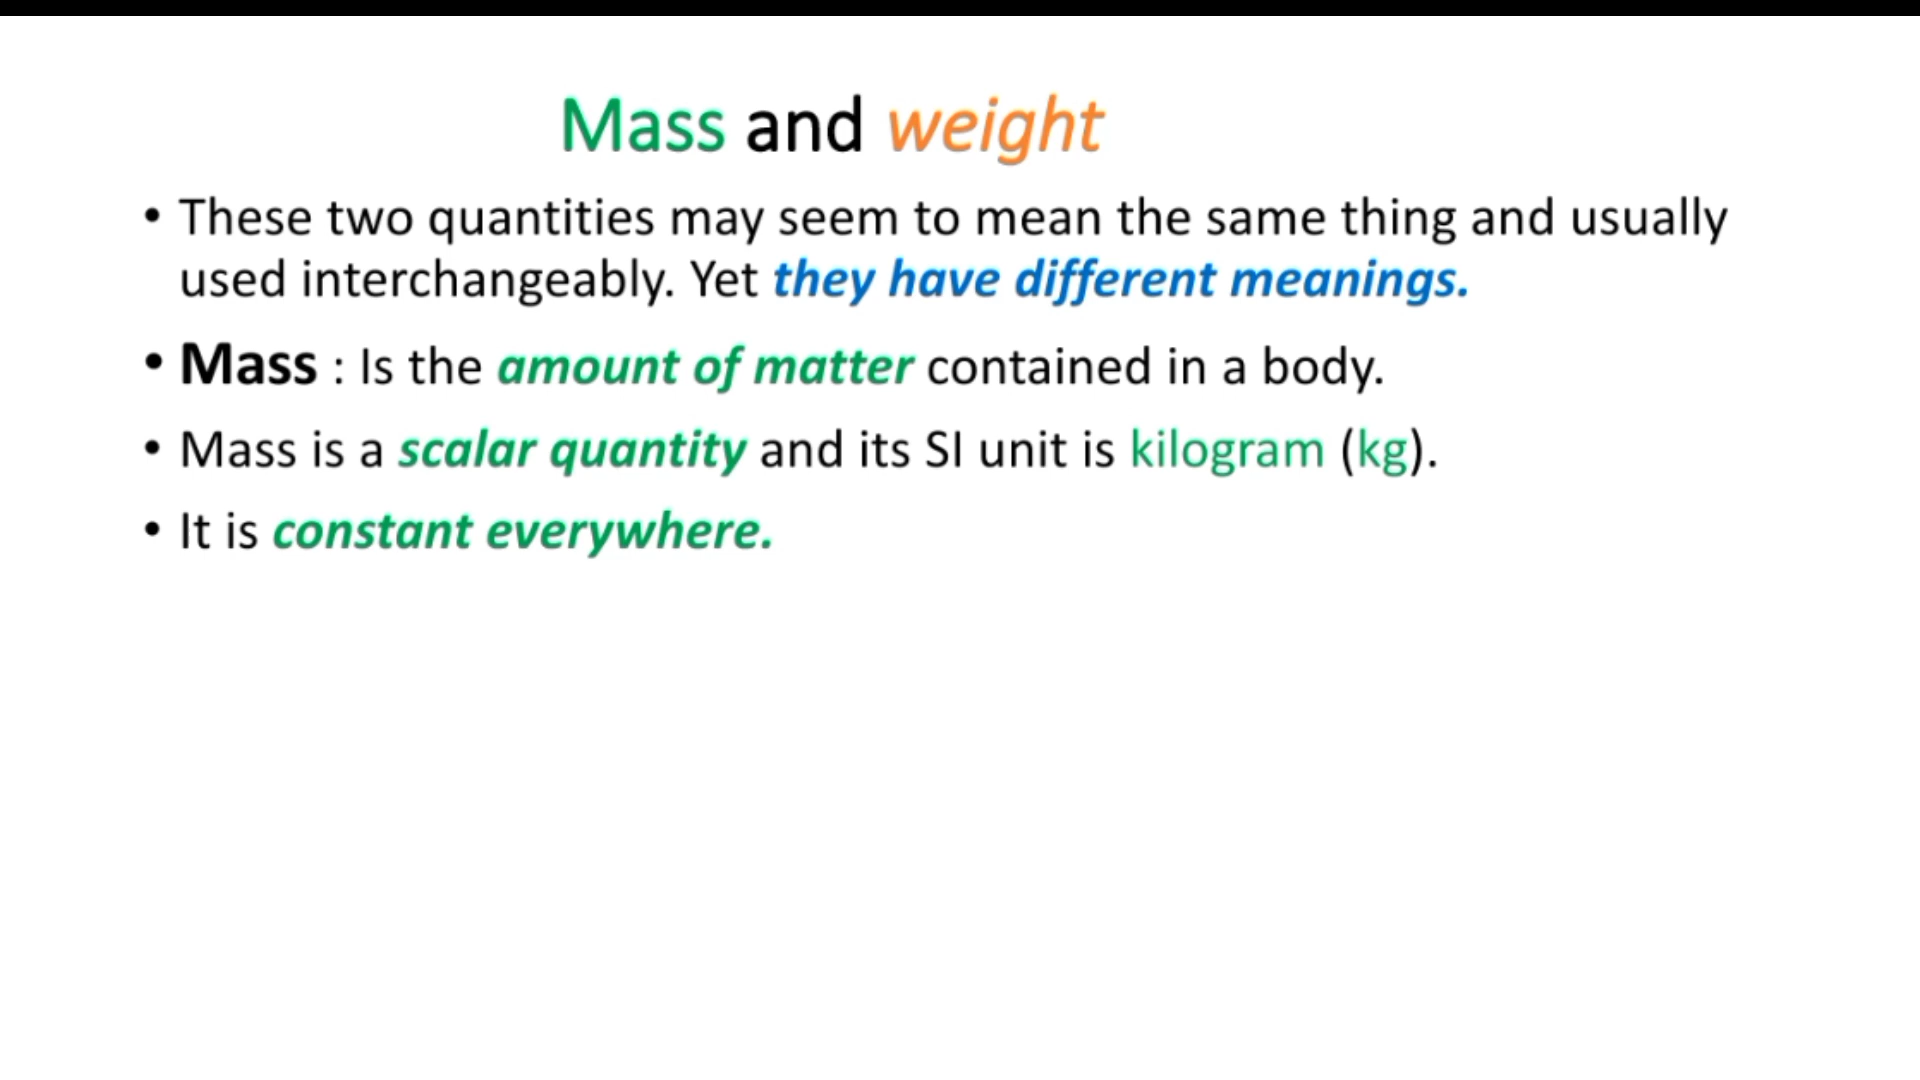 Mass and weight
• These two quantities may seem to mean the same thing and usually
used interchangeably. Yet they have different meanings.
• Mass : Is the amount of matter contained in a body.
• Mass is a scalar quantity and its SI unit is kilogram (kg).
• It is constant everywhere.